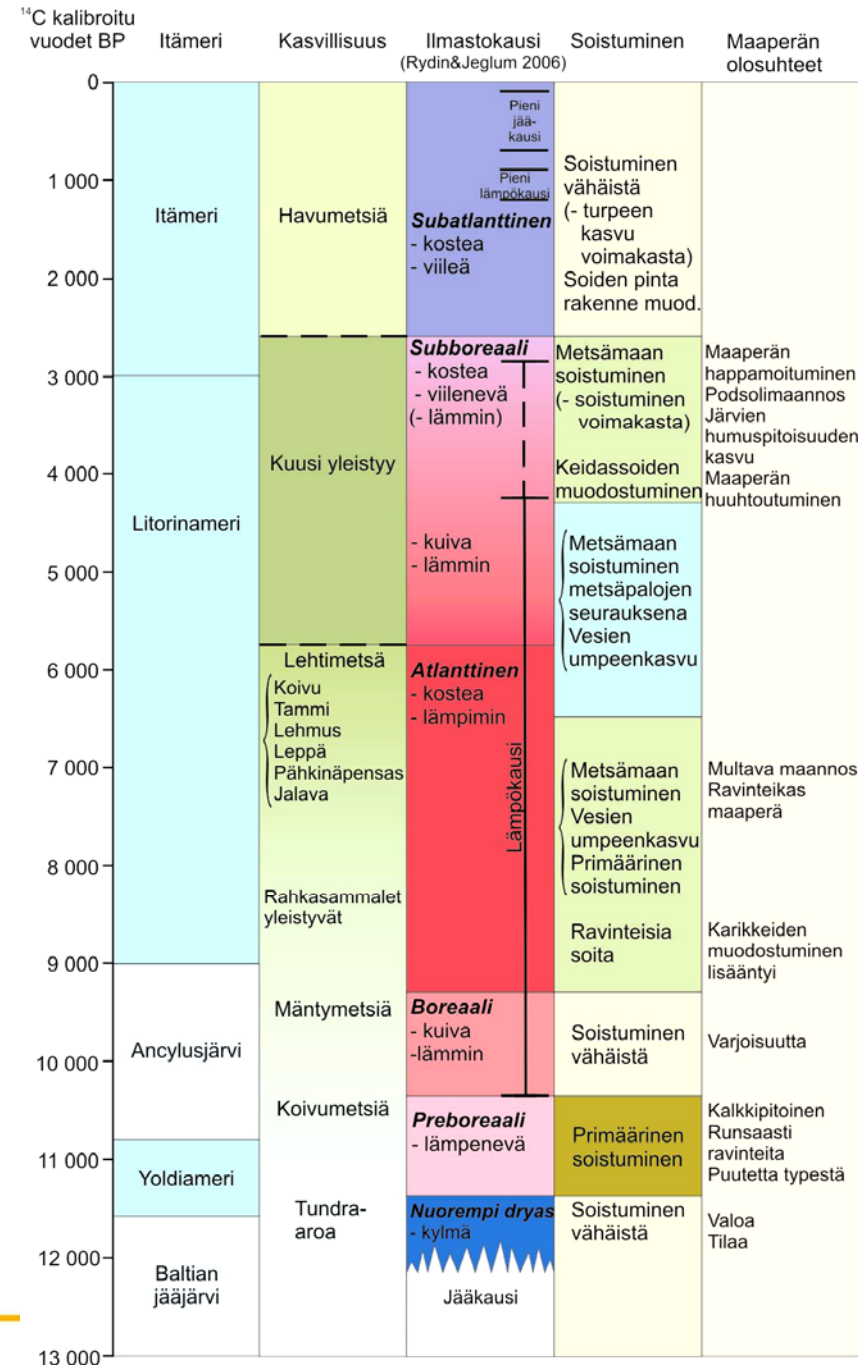 14C kalibroitu
vuodet BP
Itämeri
Kasvillisuus
Ilmastokausi
(Rydin&Jeglum 2006)
Soistuminen
Maaperän
olosuhteet
0
1 000
2 000
3 000
4 000
5 000
6 000
7 000
8 000
9 000
10 000
11 000
12 000
13 000
Itämeri
Litorinameri
Ancylusjärvi
Yoldiameri
Baltian
jääjärvi
Havumetsiä
Kuusi yleistyy
Lehtimetsä
Koivu
Tammi
Lehmus
Leppä
Pähkinäpensas
Jalava
Rahkasammalet
yleistyvät
Mäntymetsiä
Koivumetsiä
Tundra-
aroa
Pieni
jää-
kausi
Pieni
lämpökausi
Subatlanttinen
- kostea
- viileä
Subboreaali
- kostea
- viilenevä
(- lämmin)
- kuiva
- lämmin
Atlanttinen
- kostea
- lämpimin
Lämpökausi
Boreaali
- kuiva
-lämmin
Preboreaali
- lämpenevä
Nuorempi dryas
- kylmä
Jääkausi
Soistuminen
vähäistä
(- turpeen
kasvu
voimakasta)
Soiden pinta
rakenne muod.
Metsämaan
soistuminen
(- soistuminen
voimakasta)
Keidassoiden
muodostuminen
Metsämaan
soistuminen
metsäpalojen
seurauksena
Vesien
umpeenkasvu
Metsämaan
soistuminen
Vesien
umpeenkasvu
Primäärinen
soistuminen
Ravinteisia
soita
Soistuminen
vähäistä
Primäärinen
soistuminen
Soistuminen
vähäistä
Maaperän
happamoituminen
Podsolimaannos
Järvien
humuspitoisuuden
kasvu
Maaperän
huuhtoutuminen
Multava maannos
Ravinteikas
maaperä
Karikkeiden
muodostuminen
lisääntyi
Varjoisuutta
Kalkkipitoinen
Runsaasti
ravinteita
Puutetta typestä
Valoa
Tilaa